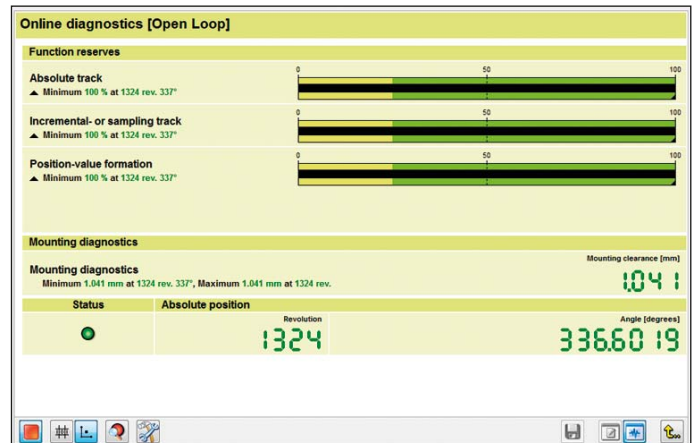 Online diagnostics [Open Loop]
Function reserves
Absolute track
Minimum 100 % at 1324 rev. 337°
0 50 100
Incremental- or sampling track
Minimum 100 % at 1324 rev. 337°
0 50 100
Position-value formation
Minimum 100 % at 1324 rev. 337°
0 50 100
Mounting diagnostics
Mounting clearance [mm]
Mounting diagnostics
Minimum 1.041 mm at 1324 rev. 337°, Maximum 1.041 mm at 1324 rev.
1.041
Status Absolute position
Revolution Angle [degrees]
1324 336.6019